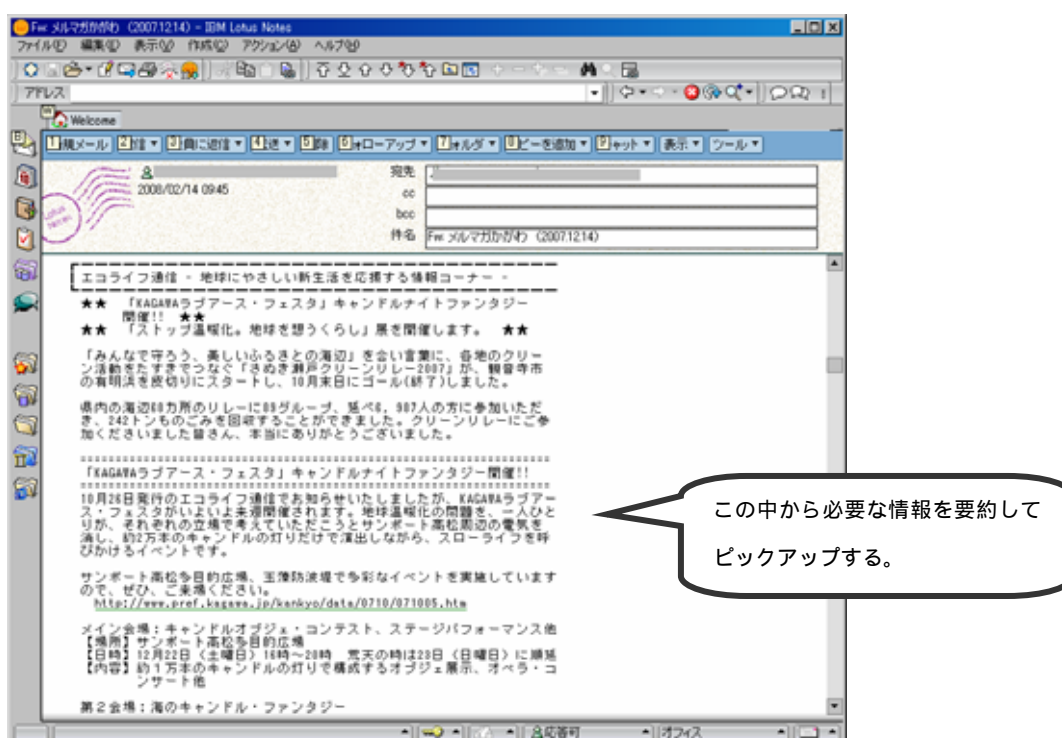 Fw: メルマガかがわ (2007.12.14) - IBM Lotus Notes
ファイル(F) 編集(E) 表示(V) 作成(C) アクション(A) ヘルプ(H)
アドレス
Welcome
1規メール 2信 3員に返信 4送 5除 6ォローアップ 7ォルダ 8ピーを追加 9ャット 表示 ツール
宛先
2008/02/14 09:45
cc
bcc
件名 Fw: メルマガかがわ (2007.12.14)
Lotus Notes
エコライフ通信 - 地球にやさしい新生活を応援する情報コーナー -
★★ 「KAGAWAラブアース・フェスタ」キャンドルナイトファンタジー
開催!! ★★
★★ 「ストップ温暖化。地球を想うくらし」展を開催します。 ★★
「みんなで守ろう、美しいふるさとの海辺」を合い言葉に、各地のクリー
ン活動をたすきでつなぐ「さぬき瀬戸クリーンリレー
2007」が、観音寺市
の有明浜を皮切りにスタートし、10月末日にゴール(終了)しました。
県内の海辺68カ所のリレーに89グループ、延べ6,987人の方に参加いただ
き、242トンものごみを回収することができました。クリーンリレーにご参
加くださいました皆さん、本当にありがとうございました。
「KAGAWAラブアース・フェスタ」キャンドルナイトファンタジー開催!!
10月26日発行のエコライフ通信でお知らせいたしましたが、KAGAWAラブアー
ス・フェスタがいよいよ来週開催されます。地球温暖化の問題を、一人ひと
りが、それぞれの立場で考えていただこうとサンポート高松周辺の電気を
消し、約2万本のキャンドルの灯りだけで演出しながら、スローライフを呼
びかけるイベントです。
サンポート高松多目的広場、玉藻防波堤で多彩なイベントを実施しています
ので、ぜひ、ご来場ください。
http://www.pref.kagawa.jp/kankyo/data/0710/071005.htm
メイン会場:キャンドルオブジェ・コンテスト、ステージパフォーマンス他
【場所】サンポート高松多目的広場
【日時】12月22日(土曜日)16時~20時 荒天の時は23日(日曜日)に順延
【内容】約1万本のキャンドルの灯りで構成するオブジェ展示、オペラ・コ
ンサート他
第2会場:海のキャンドル・ファンタジー
応答可
オフィス
この中から必要な情報を要約して
ピックアップする。